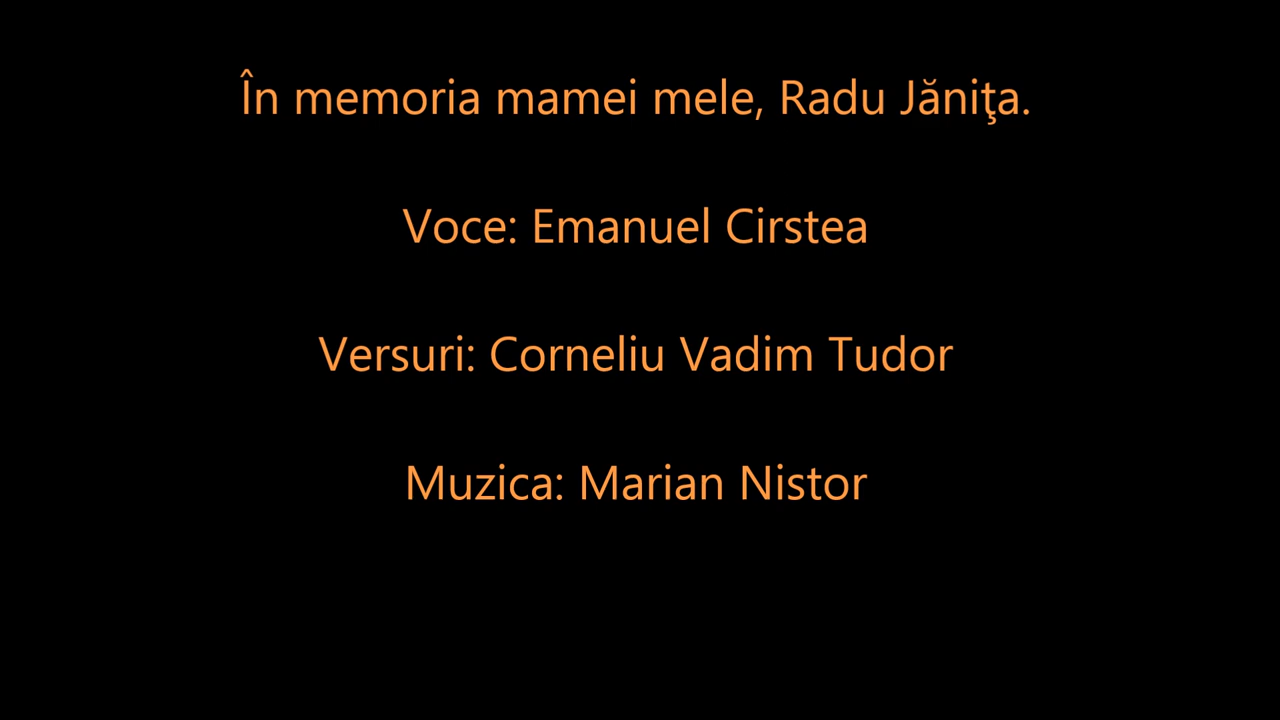 În memoria mamei mele, Radu Jăniţa.
Voce: Emanuel Cirstea
Versuri: Corneliu Vadim Tudor
Muzica: Marian Nistor